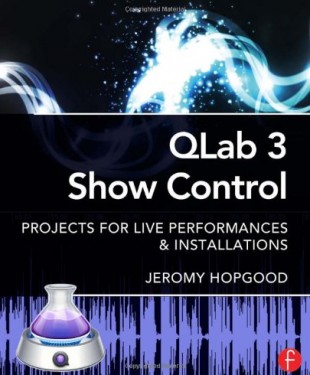 QLab 3
Show Control
PROJECTS FOR LIVE PERFORMANCES
& INSTALLATIONS
JEROMY HOPGOOD
f